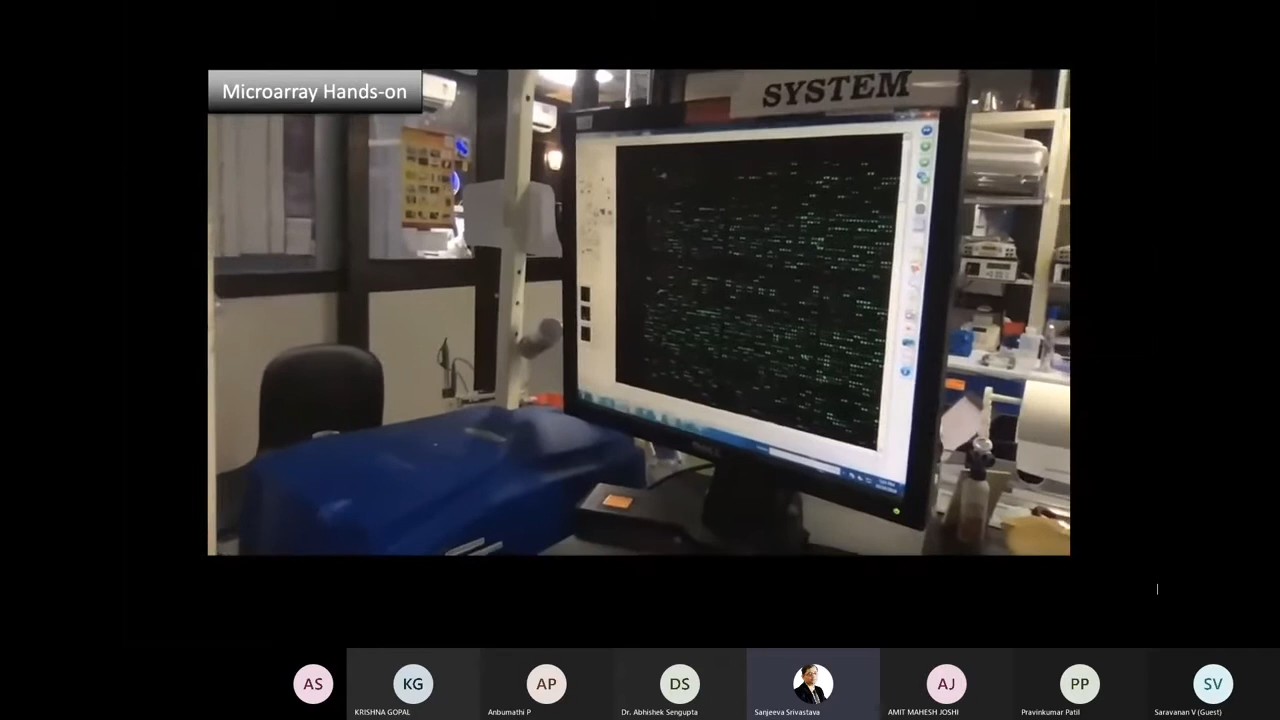 Microarray Hands-on
SYSTEM
AS
KG
AP
DS
AJ
PP
SV
KRISHNA GOPAL
Anbumathi P
Dr. Abhishek Sengupta
Sanjeeva Srivastava
AMIT MAHESH JOSHI
Pravinkumar Patil
Saravanan V (Guest)